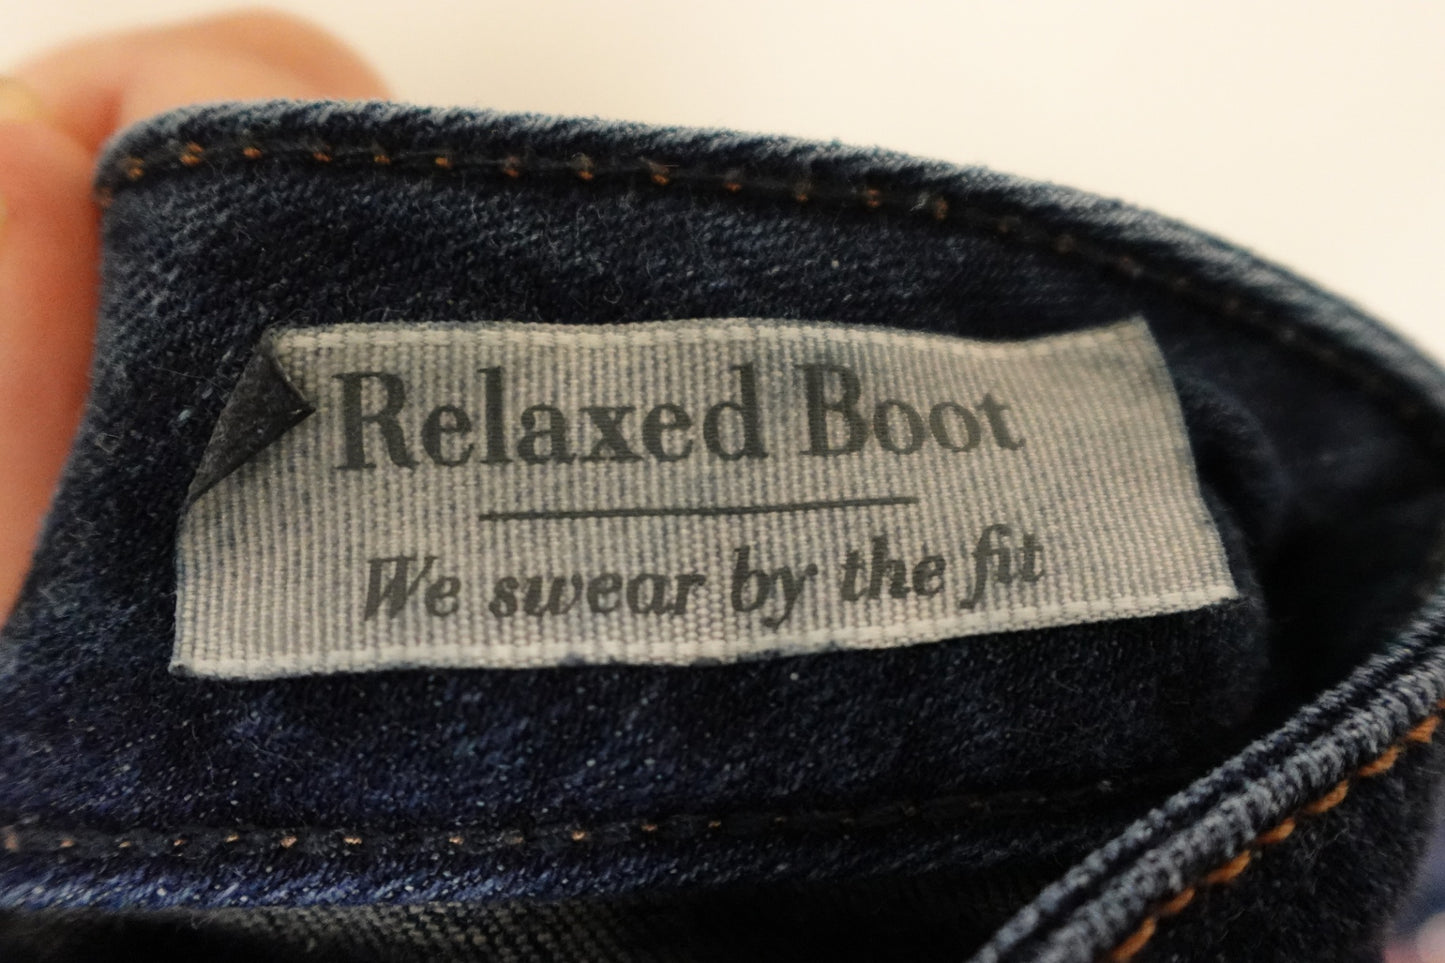 Relaxed Boot
We swear by the fit